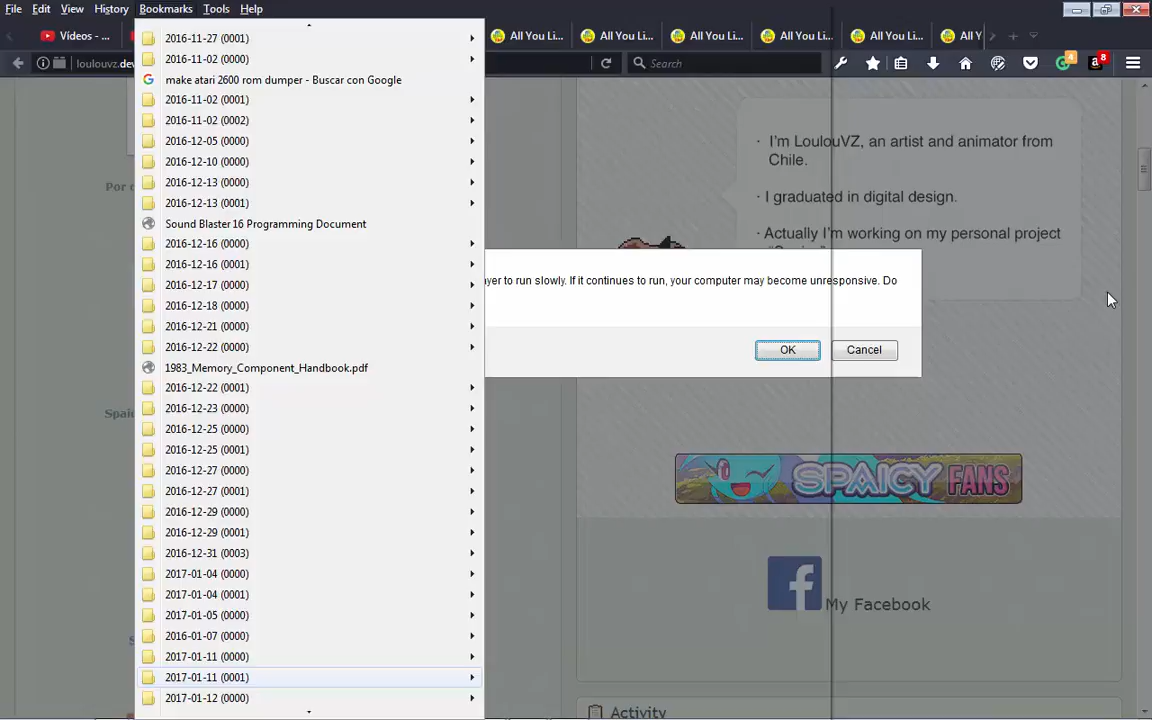 File Edit View History Bookmarks Tools Help
Vídeos - ...
All You Li...
All You Li...
All You Li...
All You Li...
All You Li...
All Y
loulouvz.dev
Search
4
8
2016-11-27 (0001)
2016-11-02 (0000)
make atari 2600 rom dumper - Buscar con Google
2016-11-02 (0001)
2016-11-02 (0002)
2016-12-05 (0000)
2016-12-10 (0000)
2016-12-13 (0000)
2016-12-13 (0001)
Sound Blaster 16 Programming Document
2016-12-16 (0000)
2016-12-16 (0001)
2016-12-17 (0000)
2016-12-18 (0000)
2016-12-21 (0000)
2016-12-22 (0000)
1983_Memory_Component_Handbook.pdf
2016-12-22 (0001)
2016-12-23 (0000)
2016-12-25 (0000)
2016-12-25 (0001)
2016-12-27 (0000)
2016-12-27 (0001)
2016-12-29 (0000)
2016-12-29 (0001)
2016-12-31 (0003)
2017-01-04 (0000)
2017-01-04 (0001)
2017-01-05 (0000)
2016-01-07 (0000)
2017-01-11 (0000)
2017-01-11 (0001)
2017-01-12 (0000)
Por
Spaic
· I'm LoulouVZ, an artist and animator from
Chile.
· I graduated in digital design.
· Actually I'm working on my personal project
ayer to run slowly. If it continues to run, your computer may become unresponsive. Do
OK Cancel
SPAICY FANS
My Facebook
Activity